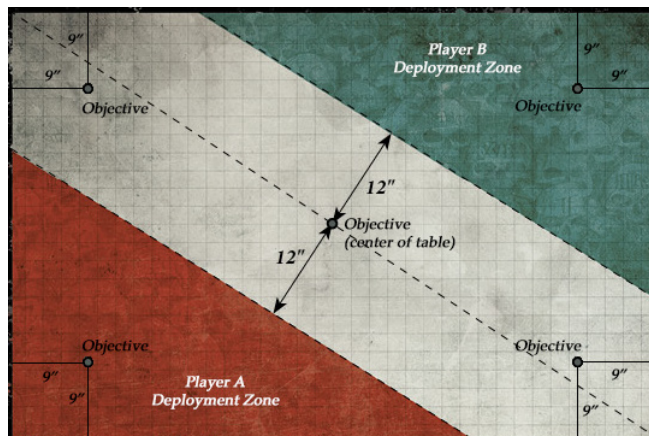 9″
Player B
Deployment Zone
9″
9″
9″
Objective
Objective
12"
Objective
(center of table)
12"
Objective
Objective
9″
9″
Player A
Deployment Zone
9″
9″